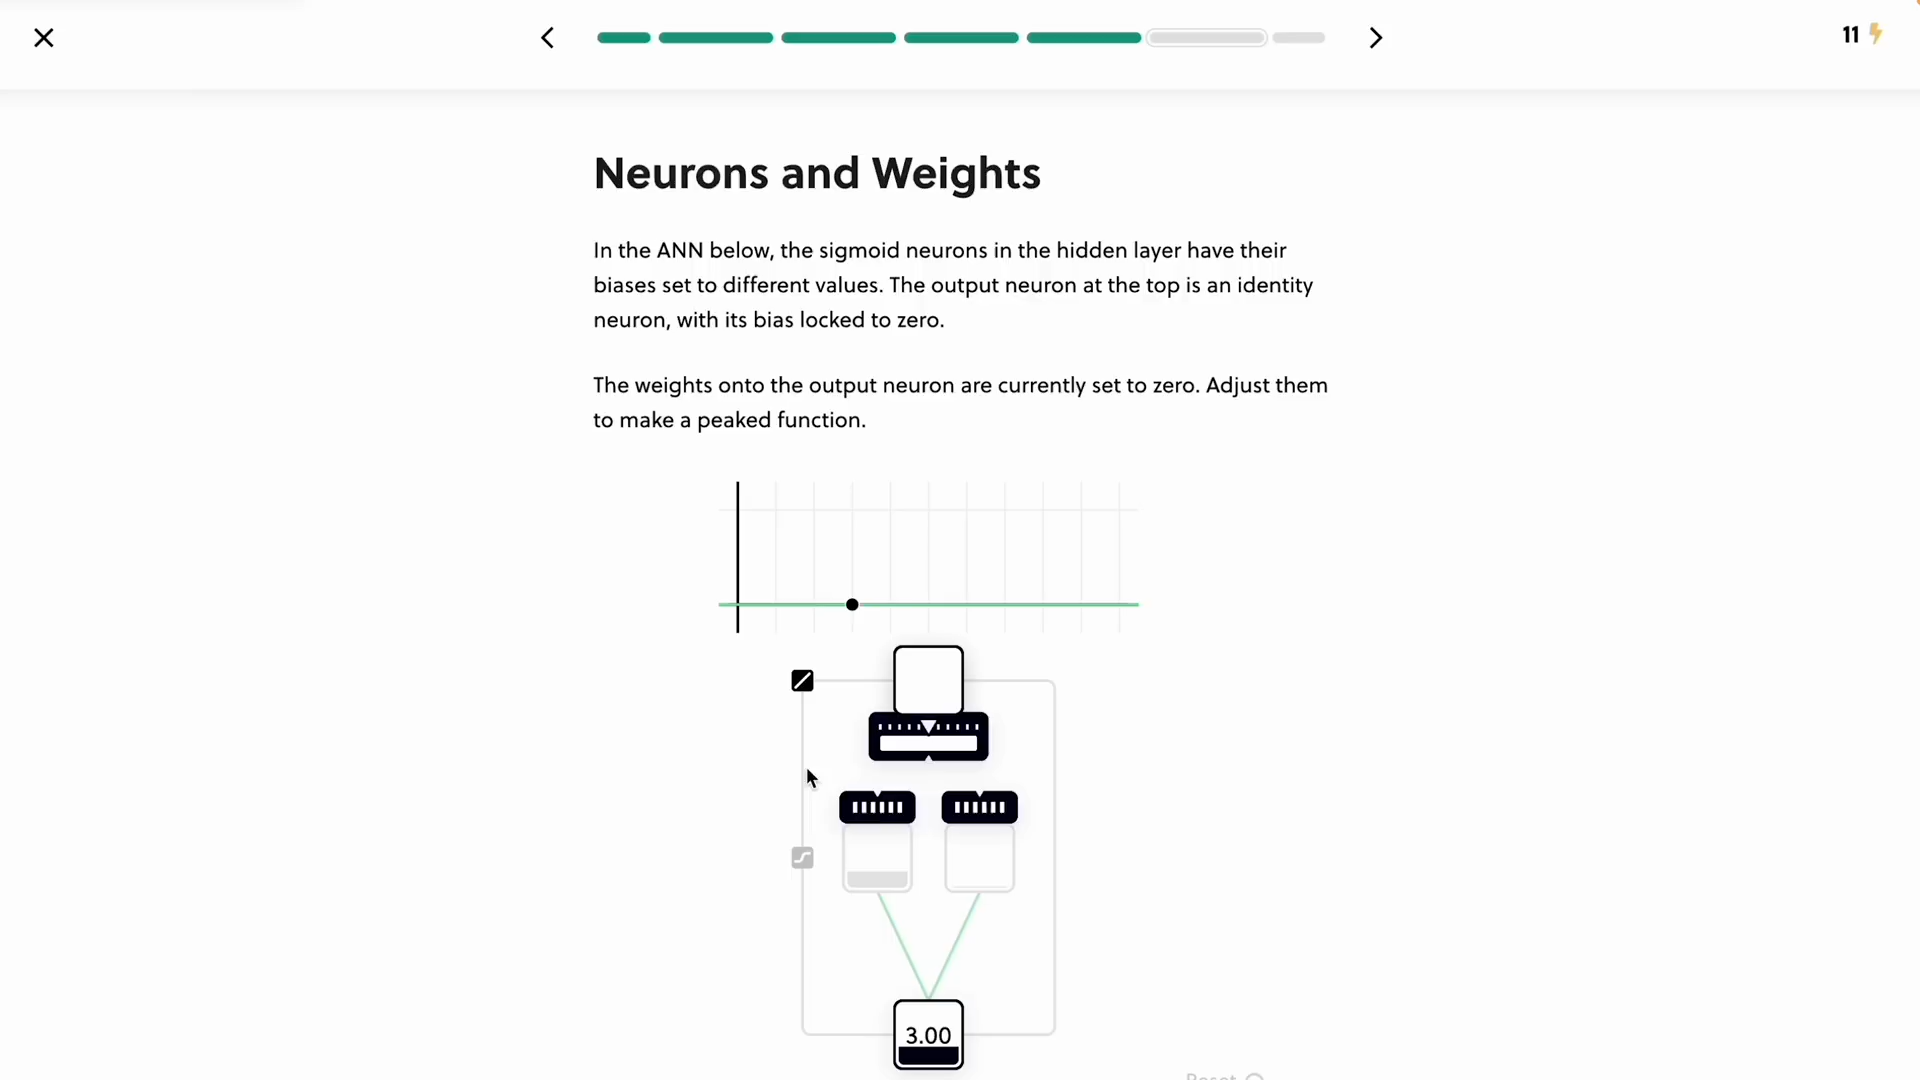 11
Neurons and Weights
In the ANN below, the sigmoid neurons in the hidden layer have their
biases set to different values. The output neuron at the top is an identity
neuron, with its bias locked to zero.
The weights onto the output neuron are currently set to zero. Adjust them
to make a peaked function.
3.00
Reset